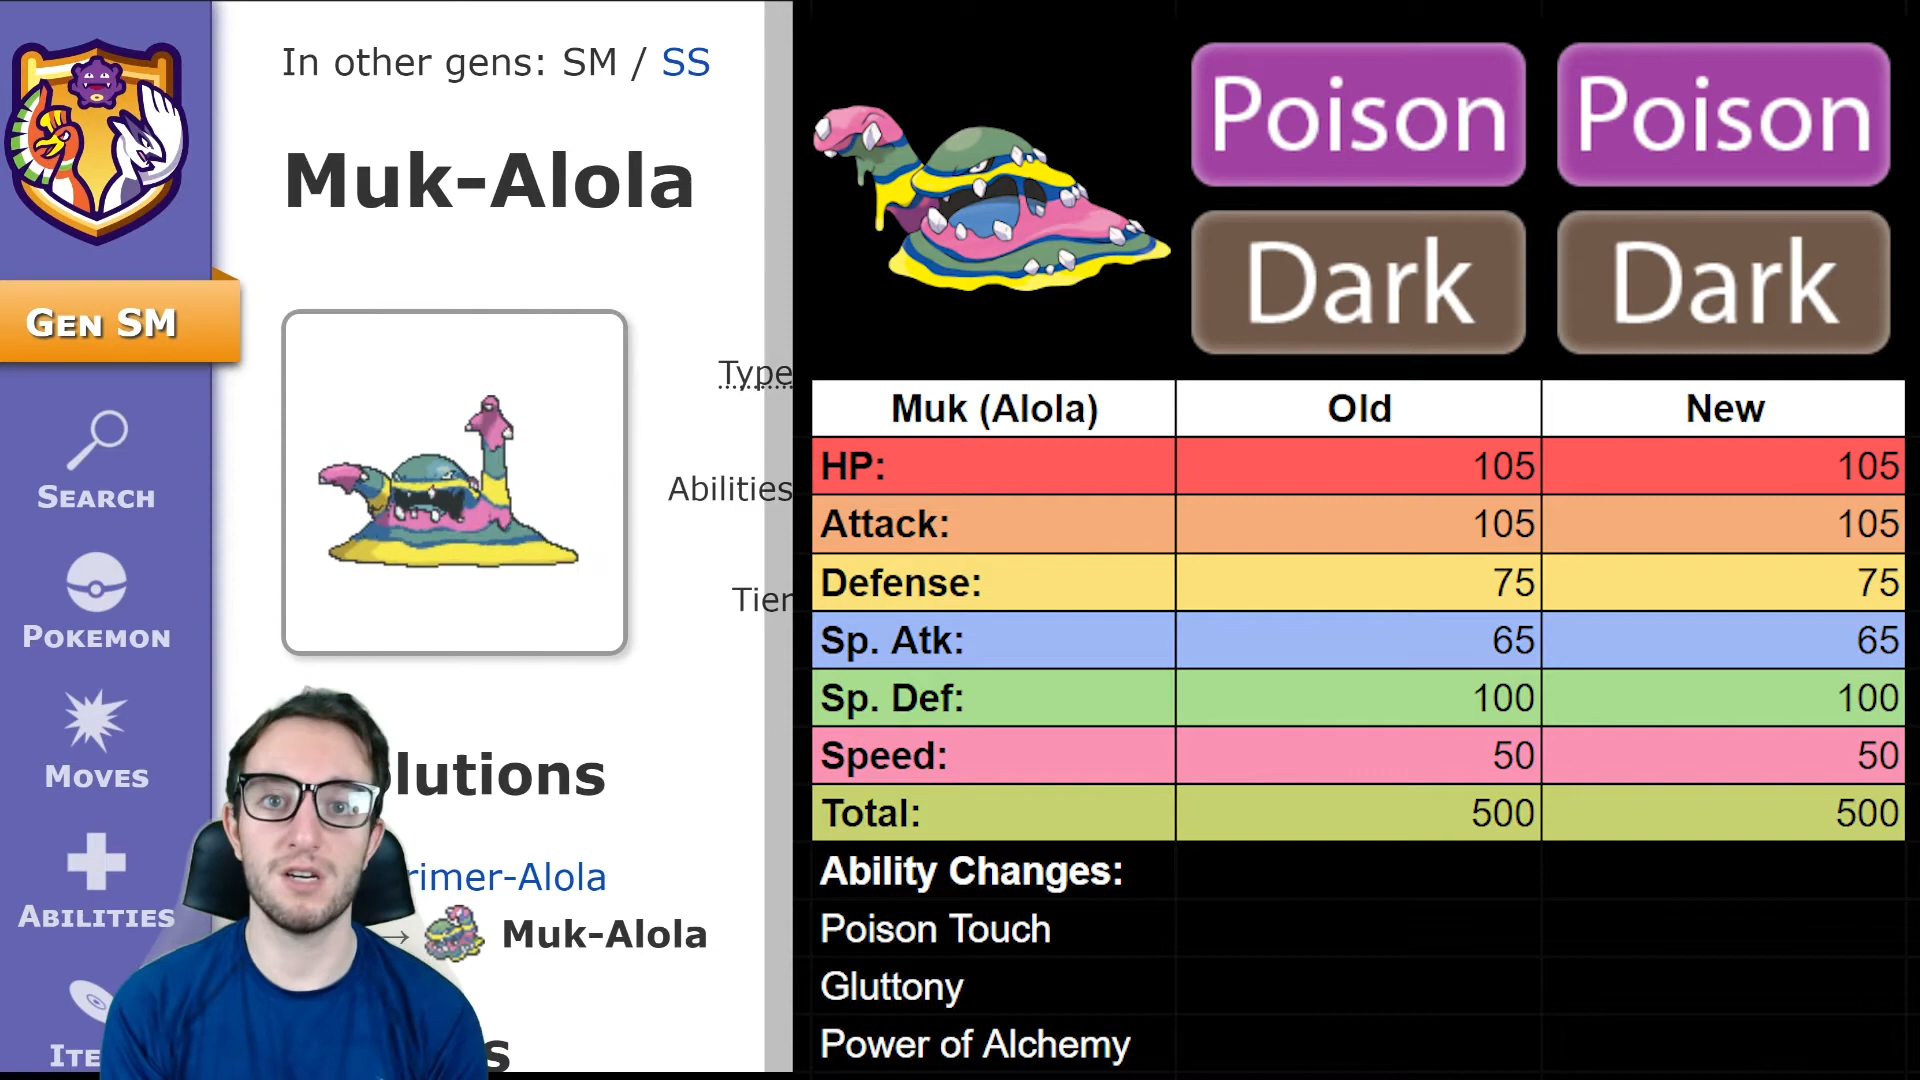 In other gens: SM / SS
Muk-Alola
GEN SM
SEARCH
POKEMON
MOVES
ABILITIES
Type
Abilities
Tier
lutions
rimer-Alola
→ Muk-Alola
Poison Poison
Dark Dark
Muk (Alola) Old New
HP: 105 105
Attack: 105 105
Defense: 75 75
Sp. Atk: 65 65
Sp. Def: 100 100
Speed: 50 50
Total: 500 500
Ability Changes:
Poison Touch
Gluttony
Power of Alchemy